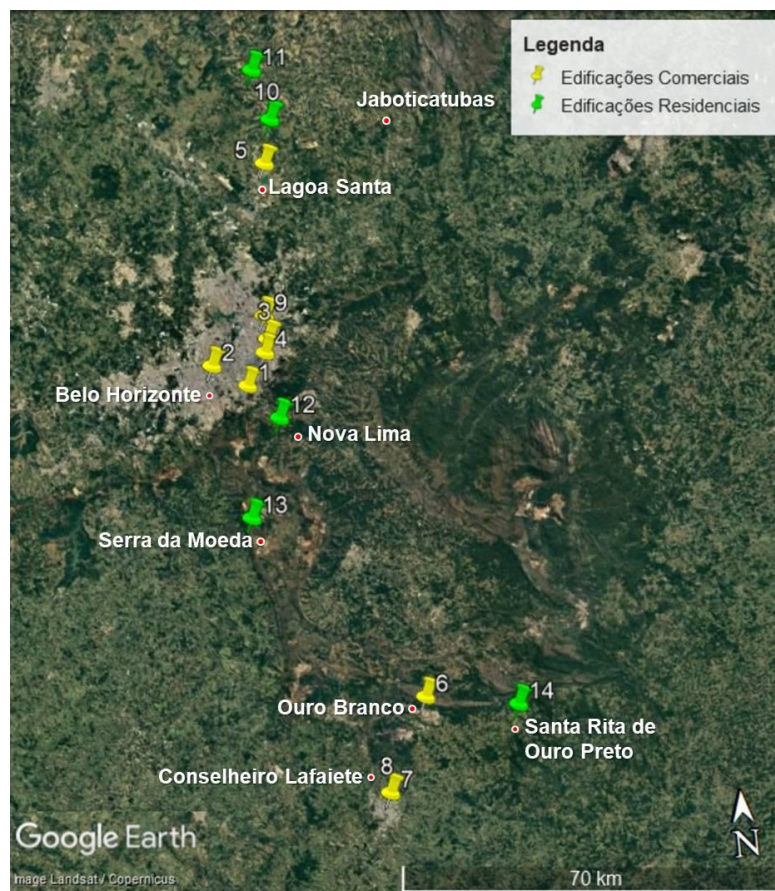 11
Legenda
Edificações Comerciais
Edificações Residenciais
10
Jaboticatubas
5
Lagoa Santa
9
3
4
2
1
Belo Horizonte
12
Nova Lima
13
Serra da Moeda
6
14
Ouro Branco
Santa Rita de
Ouro Preto
8
7
Conselheiro Lafaiete
Google Earth
N
Image Landsat / Copernicus
70 km